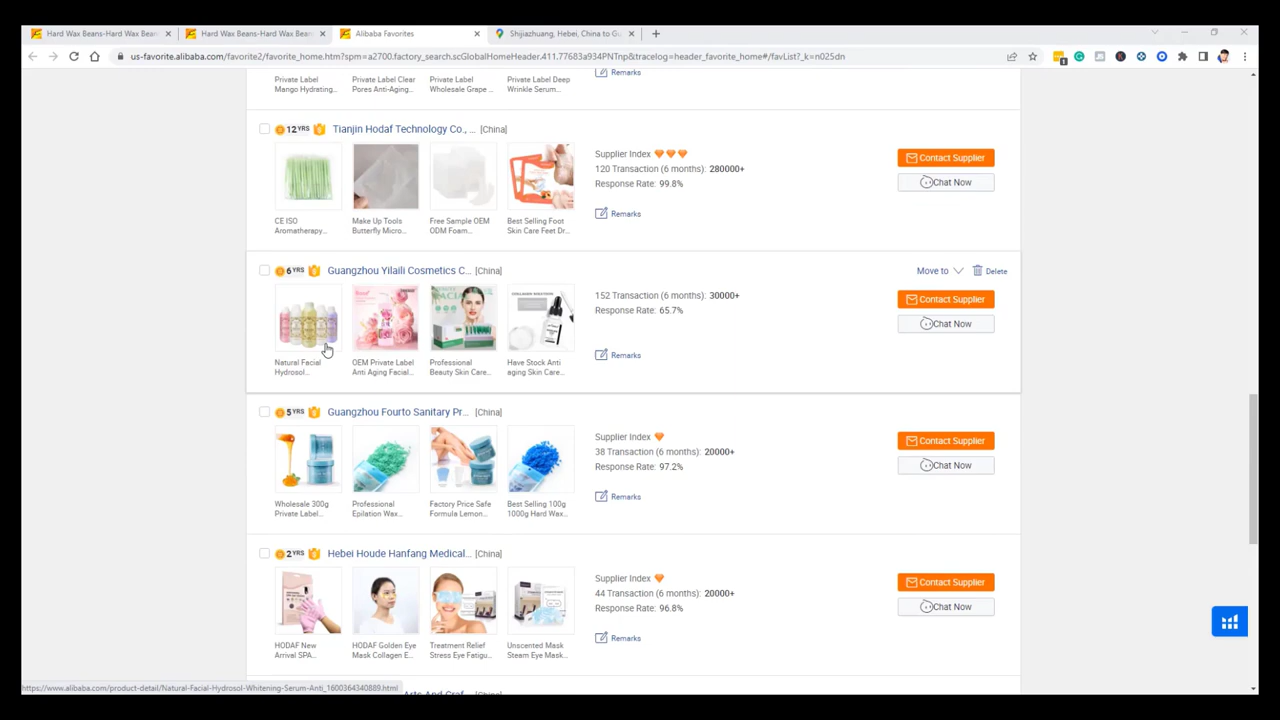 Hard Wax Beans-Hard Wax Bean
Hard Wax Beans-Hard Wax Bean
Alibaba Favorites
Shijiazhuang, Hebei, China to Gu
us-favorite.alibaba.com/favorite2/favorite_home.htm?spm=a2700.factory_search.scGlobalHomeHeader.411.77683a934PNTnp&tracelog=header_favorite_home#/favList?_k=n025dn
Private Label
Mango Hydrating..
Private Label Clear
Pores Anti-Aging..
Private Label
Wholesale Grape ..
Private Label Deep
Wrinkle Serum...
Remarks
12 YRS Tianjin Hodaf Technology Co., ... [China]
CE ISO
Aromatherapy...
Make Up Tools
Butterfly Micro...
Free Sample OEM
ODM Foam...
Best Selling Foot
Skin Care Feet Dr...
Supplier Index
120 Transaction (6 months): 280000+
Response Rate: 99.8%
Remarks
Contact Supplier
Chat Now
6 YRS Guangzhou Yilaili Cosmetics C... [China]
Move to
Delete
Natural Facial
Hydrosol...
OEM Private Label
Anti Aging Facial...
Professional
Beauty Skin Care...
Have Stock Anti
aging Skin Care...
152 Transaction (6 months): 30000+
Response Rate: 65.7%
Remarks
Contact Supplier
Chat Now
5 YRS Guangzhou Fourto Sanitary Pr... [China]
Wholesale 300g
Private Label...
Professional
Epilation Wax...
Factory Price Safe
Formula Lemon...
Best Selling 100g
1000g Hard Wax...
Supplier Index
38 Transaction (6 months): 20000+
Response Rate: 97.2%
Remarks
Contact Supplier
Chat Now
2 YRS Hebei Houde Hanfang Medical... [China]
HODAF New
Arrival SPA...
HODAF Golden Eye
Mask Collagen E...
Treatment Relief
Stress Eye Fatigu...
Unscented Mask
Steam Eye Mask...
Supplier Index
44 Transaction (6 months): 20000+
Response Rate: 96.8%
Remarks
Contact Supplier
Chat Now
https://www.alibaba.com/product-detail/Natural-Facial-Hydrosol-Whitening-Serum-Anti_1600364340889.html
Arts And Craf